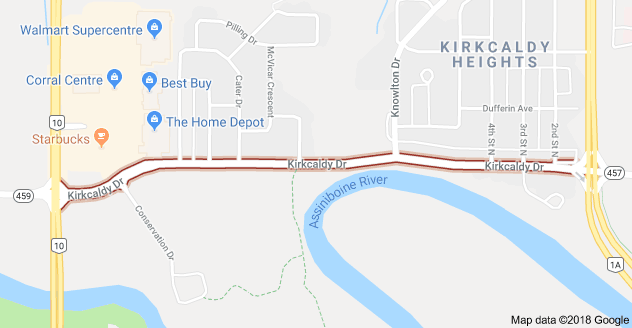 Pilling Dr
Walmart Supercentre
KIRKCALDY
HEIGHTS
Knowlton Dr
McVicar Crescent
Cater Dr
Corral Centre
Best Buy
Dufferin Ave
10
The Home Depot
4th St N
3rd St N
2nd St N
Starbucks
Kirkcaldy Dr
Kirkcaldy Dr
457
Kirkcaldy Dr
459
Assiniboine River
Conservation Dr
10
1A
Map data ©2018 Google